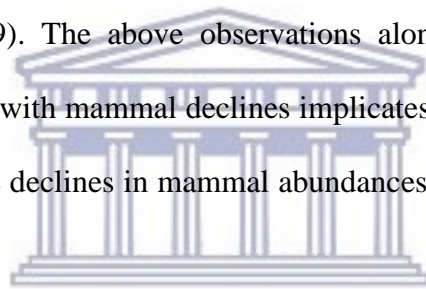 9). The above observations alon
with mammal declines implicates
declines in mammal abundances